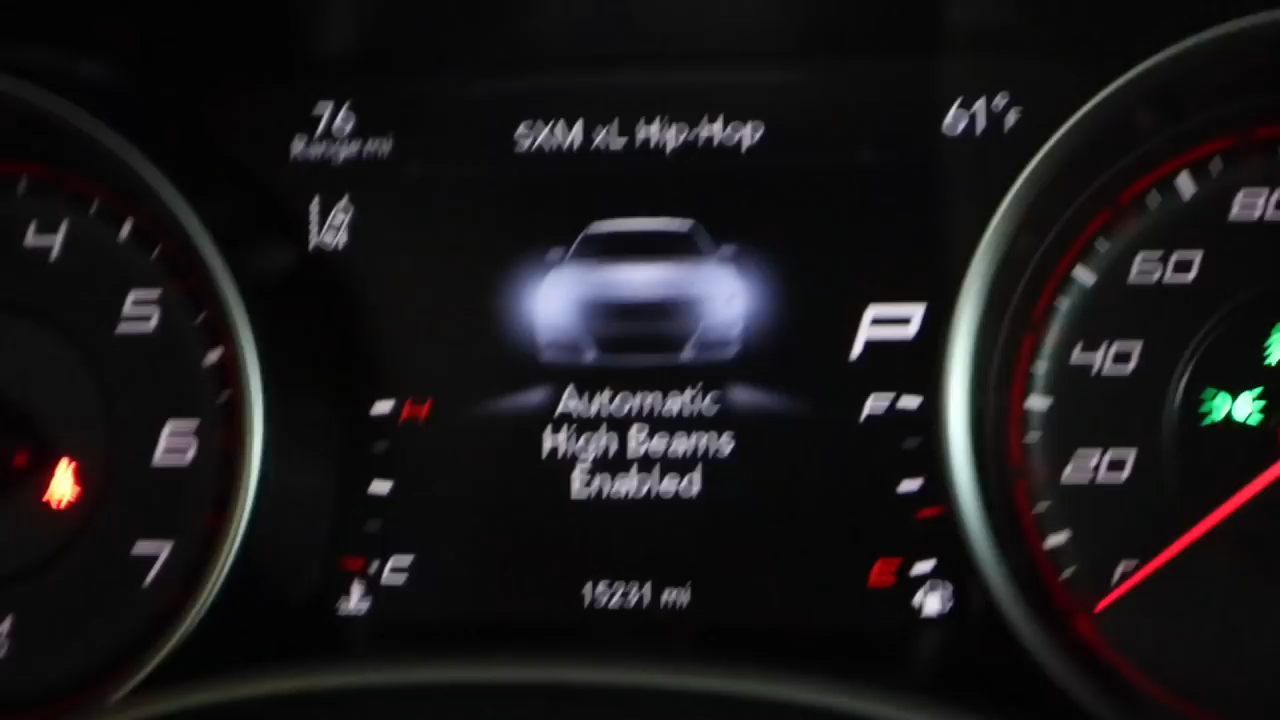 76
Range mi
SXM xL Hip-Hop
61°F
4
5
6
7
H
C
P
F
E
Automatic
High Beams
Enabled
15231 mi
80
60
40
20